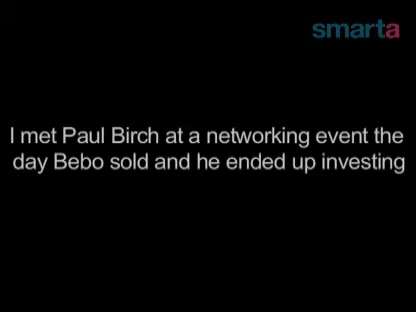 smarta
I met Paul Birch at a networking event the
day Bebo sold and he ended up investing